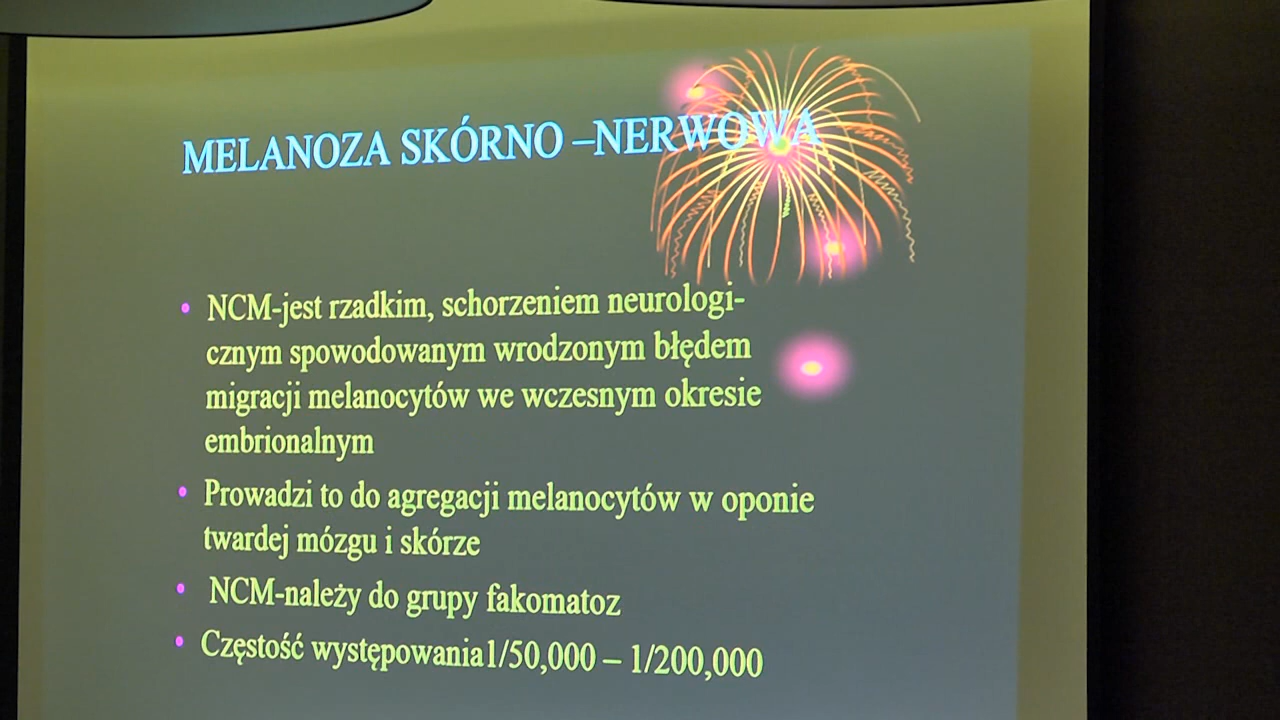 MELANOZA SKÓRNO –NERWOWA
• NCM-jest rzadkim, schorzeniem neurologi-
cznym spowodowanym wrodzonym błędem
migracji melanocytów we wczesnym okresie
embrionalnym
• Prowadzi to do agregacji melanocytów w oponie
twardej mózgu i skórze
• NCM-należy do grupy fakomatoz
• Częstość występowania1/50,000 – 1/200,000